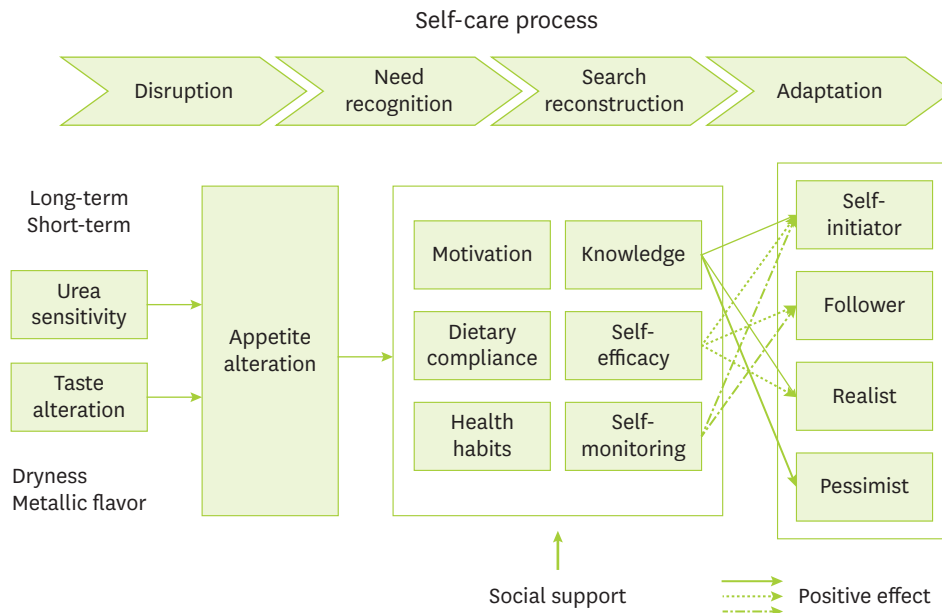 Self-care process
Disruption
Need
recognition
Search
reconstruction
Adaptation
Long-term
Short-term
Urea
sensitivity
Taste
alteration
Dryness
Metallic flavor
Appetite
alteration
Motivation
Knowledge
Dietary
compliance
Self-
efficacy
Health
habits
Self-
monitoring
Self-
initiator
Follower
Realist
Pessimist
Social support
Positive effect